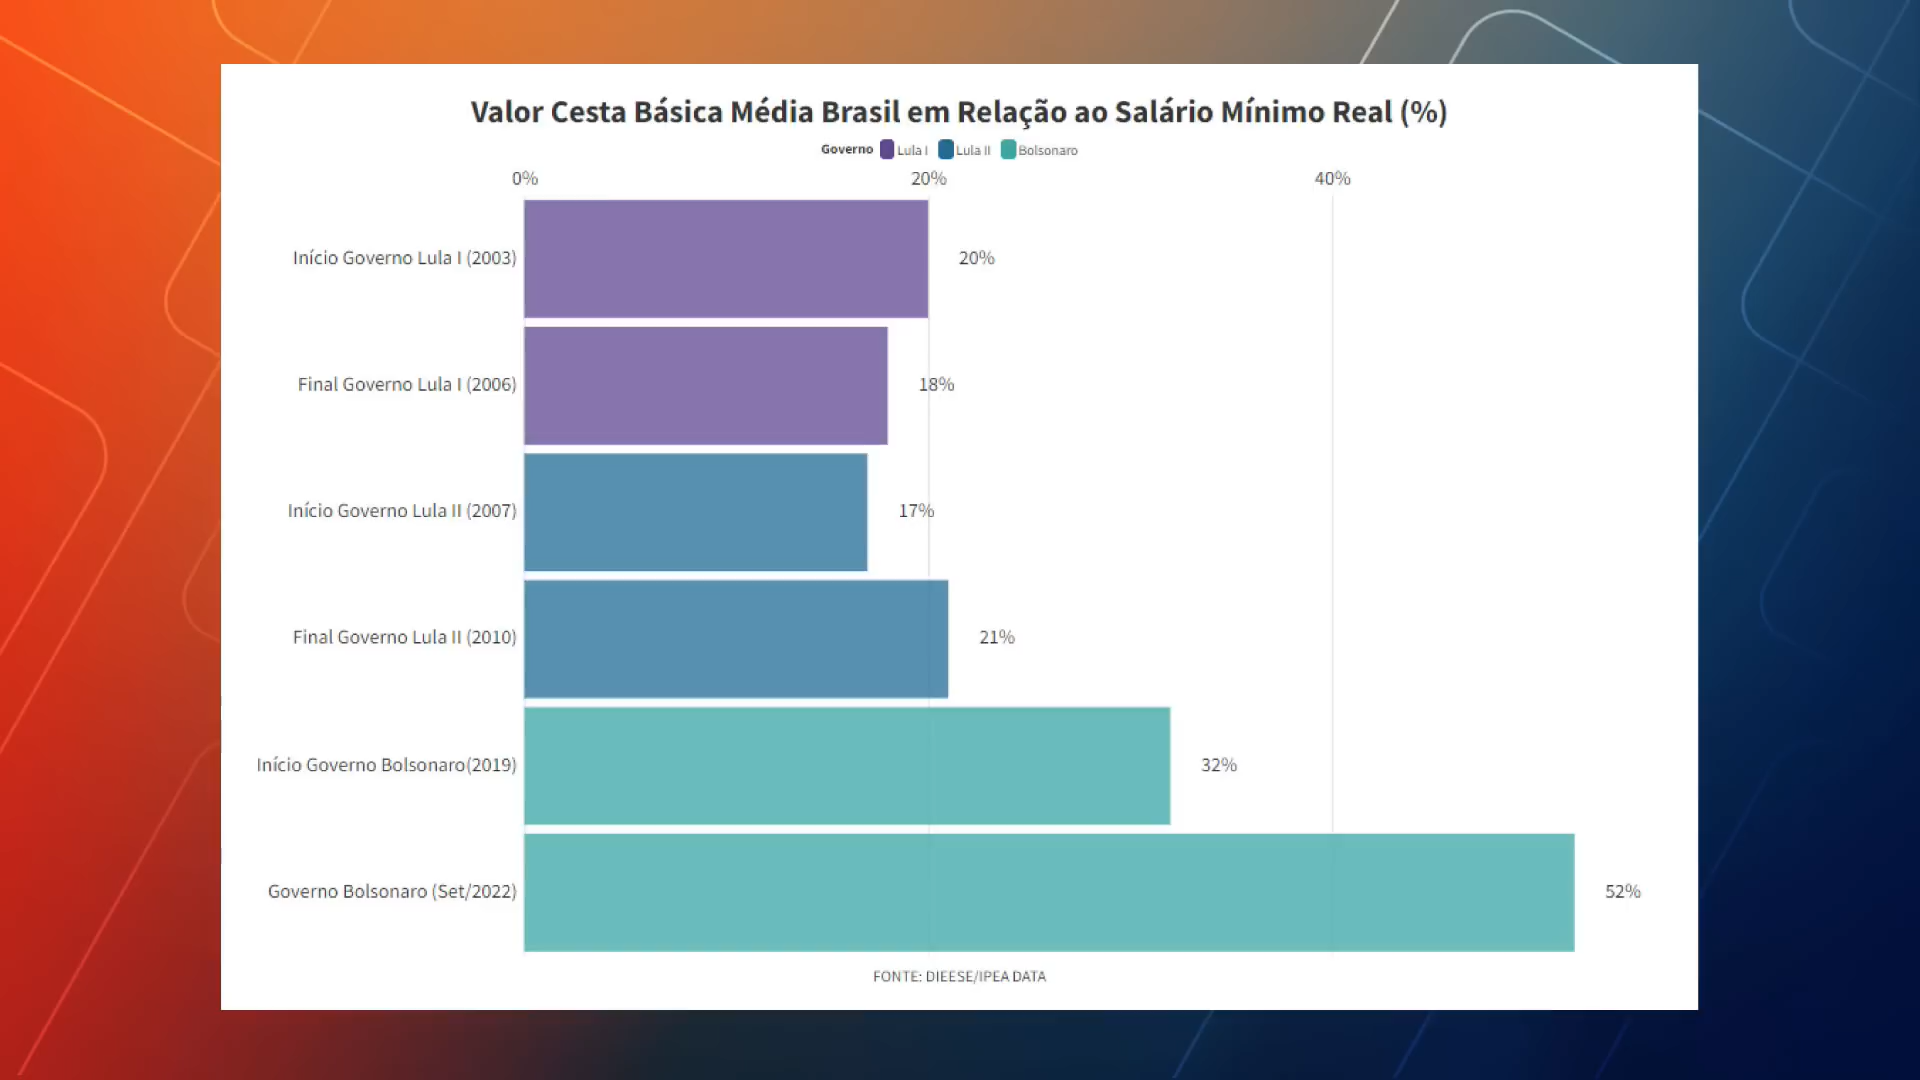 Valor Cesta Básica Média Brasil em Relação ao Salário Mínimo Real (%)
Governo Lula I Lula II Bolsonaro
0% 20% 40%
Início Governo Lula I (2003) 20%
Final Governo Lula I (2006) 18%
Início Governo Lula II (2007) 17%
Final Governo Lula II (2010) 21%
Início Governo Bolsonaro(2019) 32%
Governo Bolsonaro (Set/2022) 52%
FONTE: DIEESE/IPEA DATA